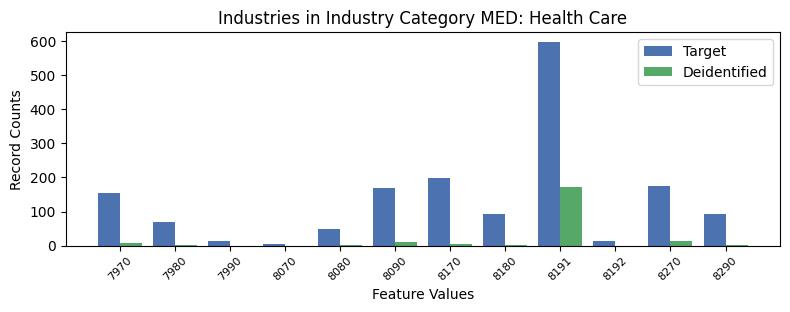 Industries in Industry Category MED: Health Care
Target
Deidentified
Record Counts
600
500
400
300
200
100
0
7970 7980 7990 8070 8080 8090 8170 8180 8191 8192 8270 8290
Feature Values